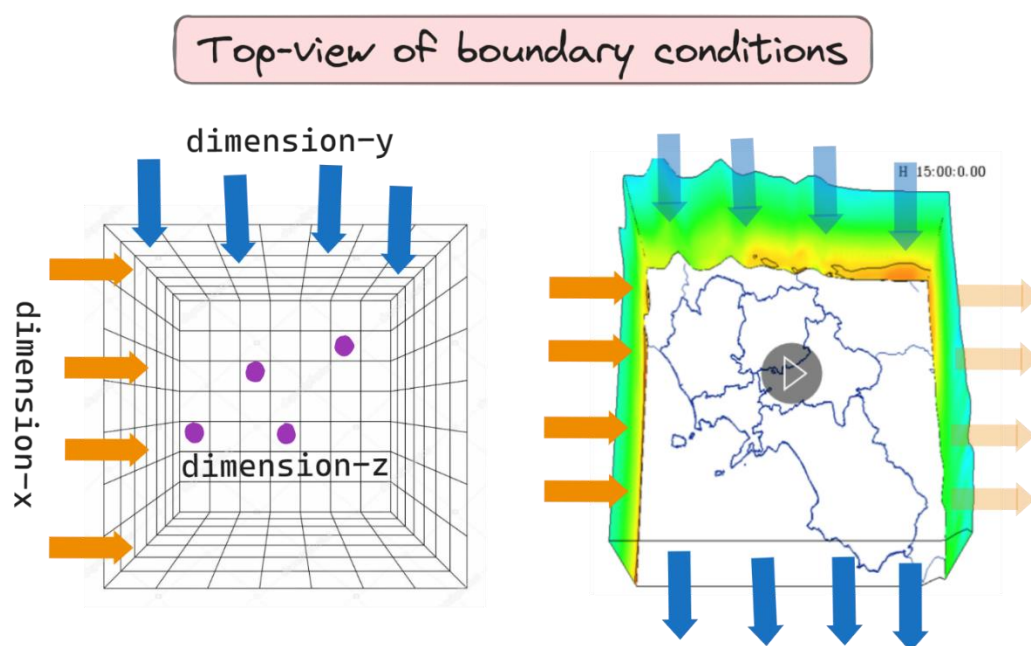 Top-view of boundary conditions
dimension-y
H 15:00:0.00
dimension-x
dimension-z